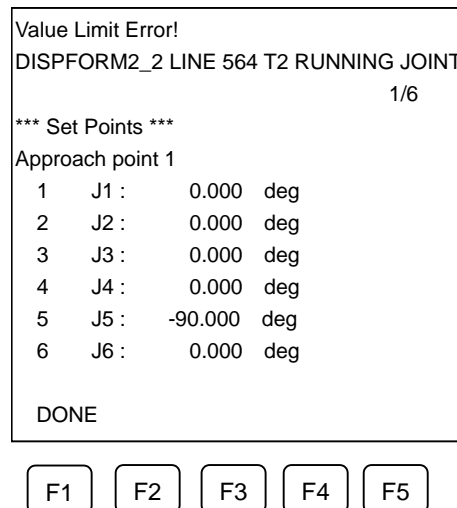 Value Limit Error!
DISPFORM2_2 LINE 564 T2 RUNNING JOINT
1/6
*** Set Points ***
Approach point 1
1 J1 : 0.000 deg
2 J2 : 0.000 deg
3 J3 : 0.000 deg
4 J4 : 0.000 deg
5 J5 : -90.000 deg
6 J6 : 0.000 deg
DONE
F1 F2 F3 F4 F5